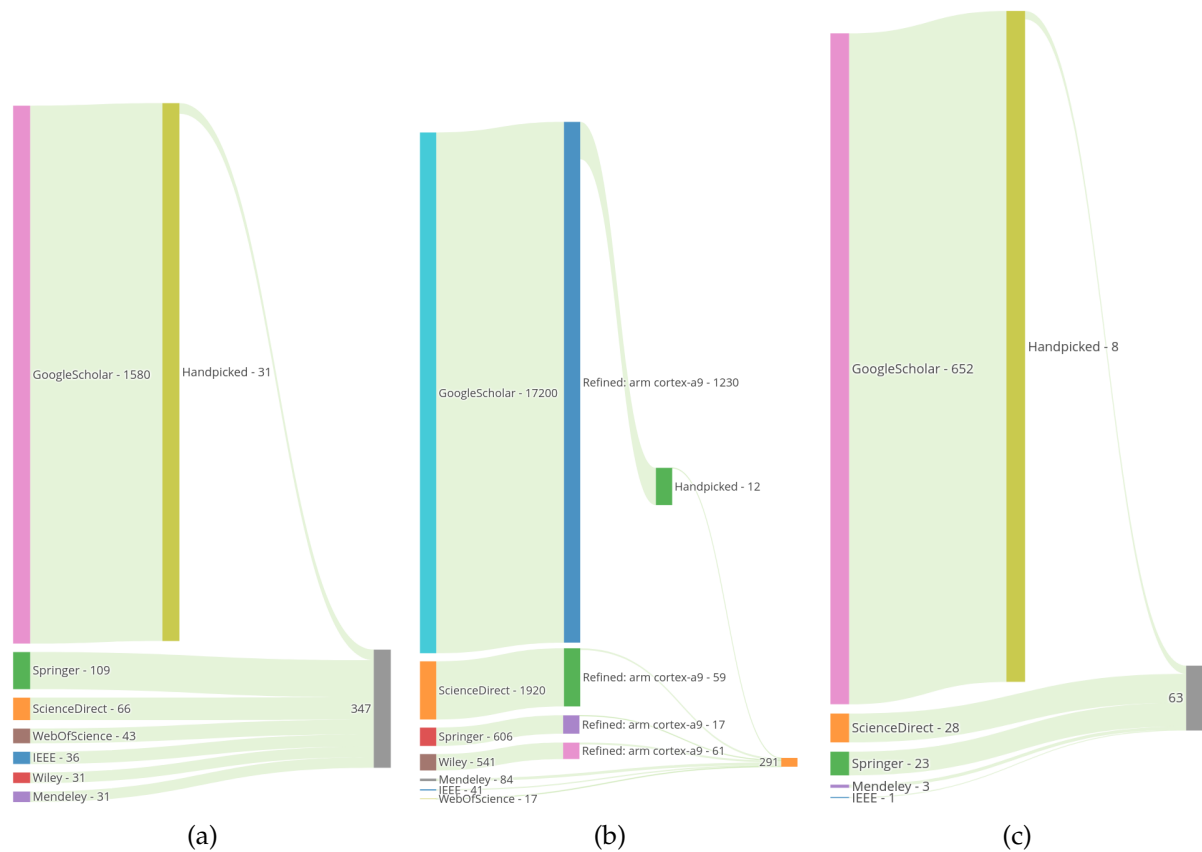 GoogleScholar - 1580
Handpicked - 31
Springer - 109
ScienceDirect - 66
347
WebOfScience - 43
IEEE - 36
Wiley - 31
Mendeley - 31
(a)
GoogleScholar - 17200
Refined: arm cortex-a9 - 1230
Handpicked - 12
ScienceDirect - 1920
Refined: arm cortex-a9 - 59
Springer - 606
Refined: arm cortex-a9 - 17
Wiley - 541
Refined: arm cortex-a9 - 61
291
Mendeley - 84
IEEE - 41
WebOfScience - 17
(b)
GoogleScholar - 652
Handpicked - 8
63
ScienceDirect - 28
Springer - 23
Mendeley - 3
IEEE - 1
(c)